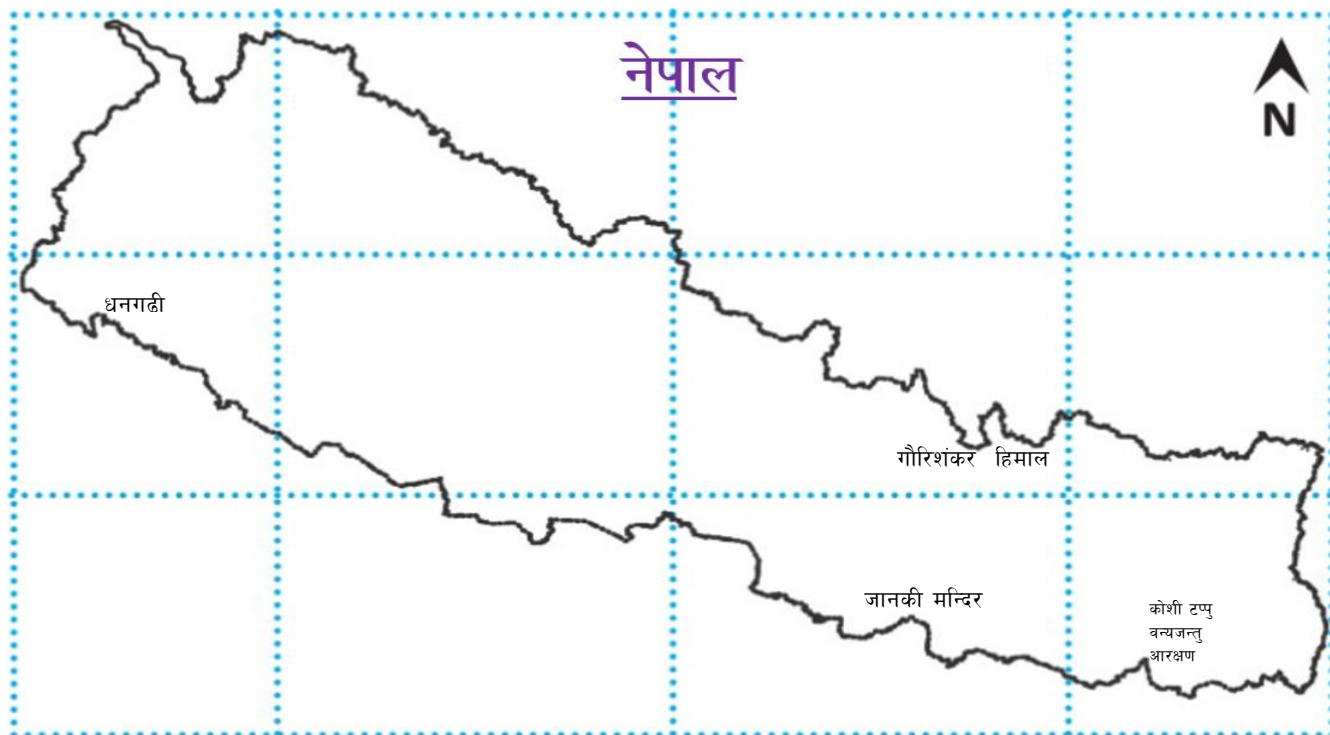 नेपाल
N
धनगढी
गौरिशंकर हिमाल
जानकी मन्दिर
कोशी टप्पु
वन्यजन्तु
आरक्षण